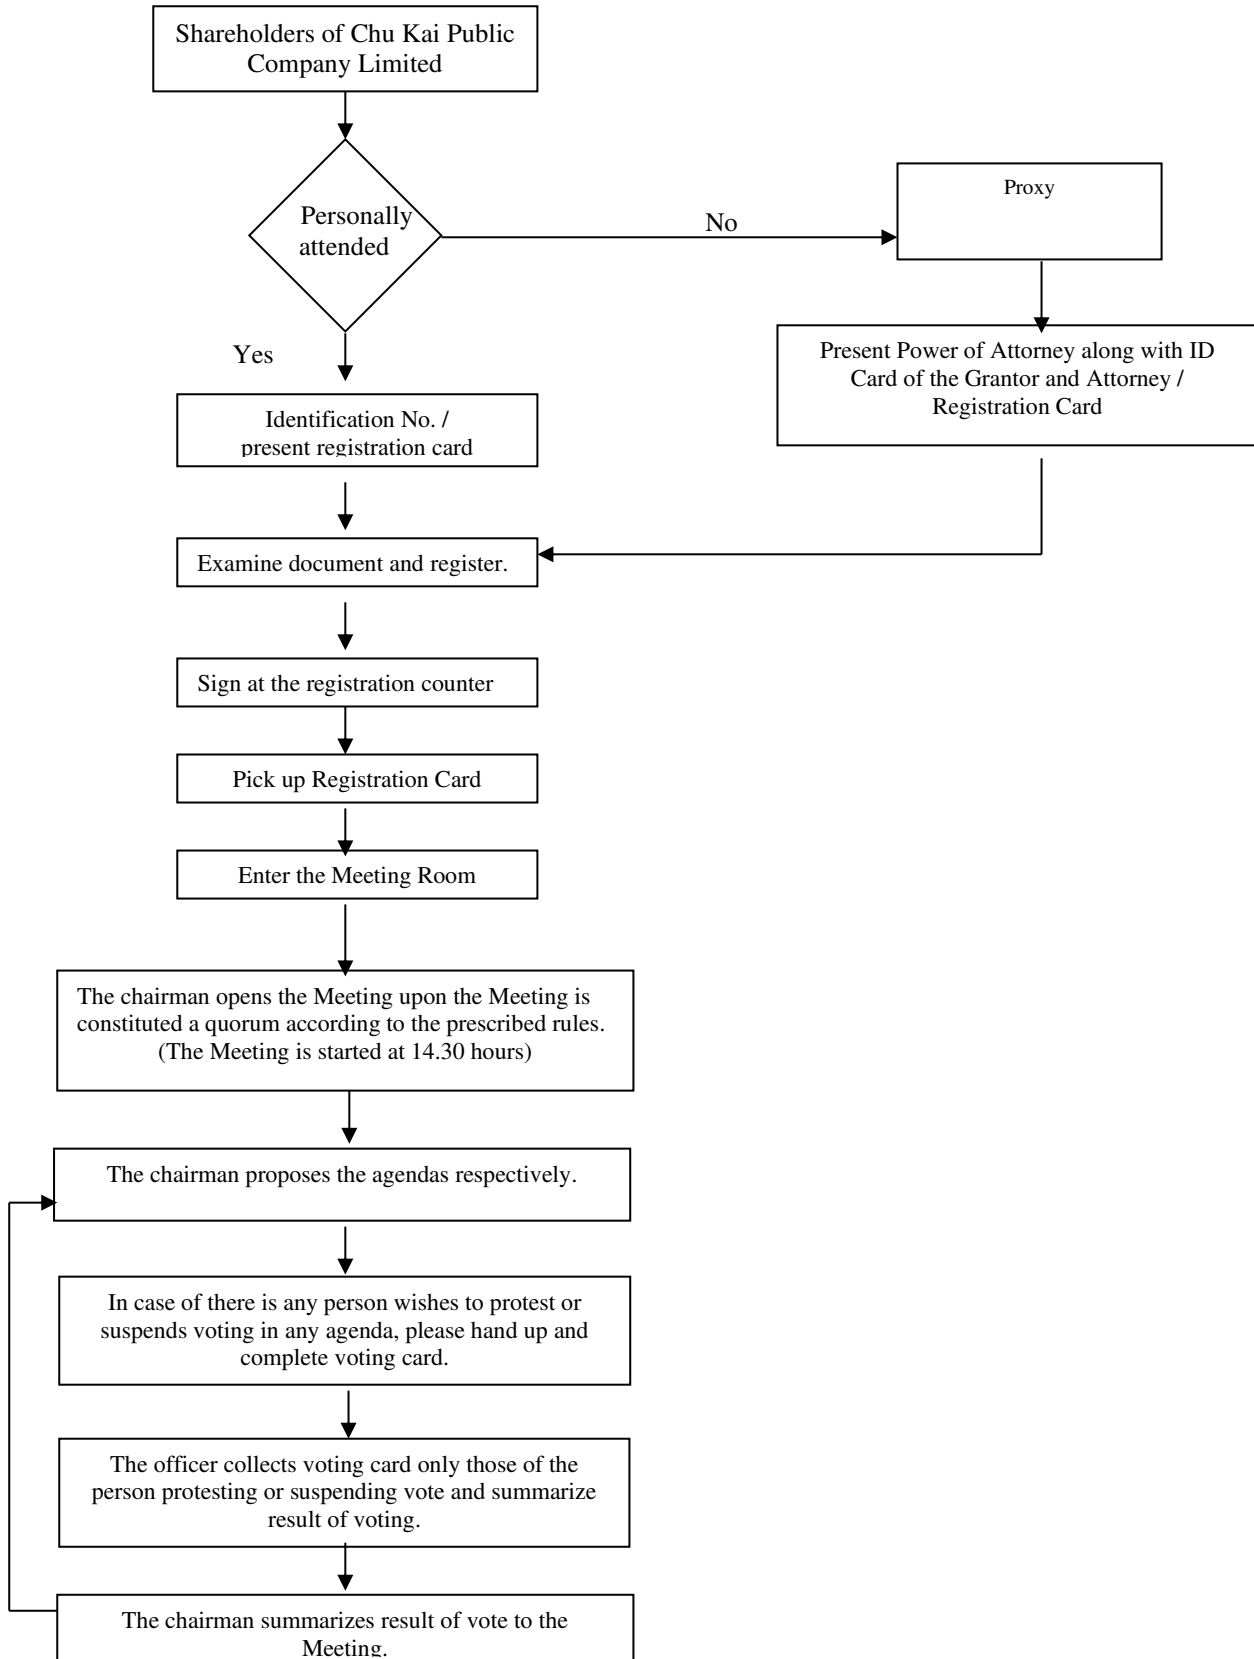 Shareholders of Chu Kai Public
Company Limited
Personally
attended
No
Proxy
Yes
Present Power of Attorney along with ID
Card of the Grantor and Attorney /
Registration Card
Identification No. /
present registration card
Examine document and register.
Sign at the registration counter
Pick up Registration Card
Enter the Meeting Room
The chairman opens the Meeting upon the Meeting is
constituted a quorum according to the prescribed rules.
(The Meeting is started at 14.30 hours)
The chairman proposes the agendas respectively.
In case of there is any person wishes to protest or
suspends voting in any agenda, please hand up and
complete voting card.
The officer collects voting card only those of the
person protesting or suspending vote and summarize
result of voting.
The chairman summarizes result of vote to the
Meeting.